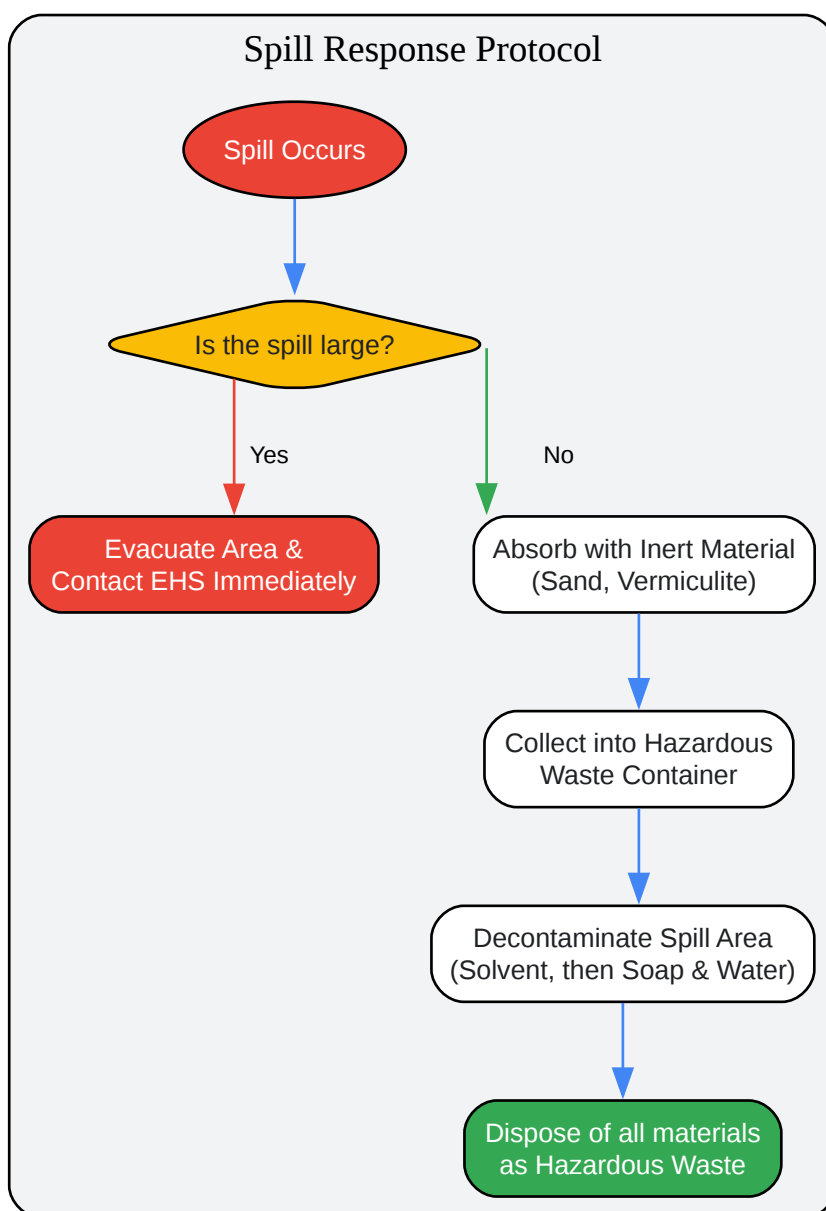 Spill Response Protocol
Spill Occurs
Is the spill large?
Yes
No
Evacuate Area &
Contact EHS Immediately
Absorb with Inert Material
(Sand, Vermiculite)
Collect into Hazardous
Waste Container
Decontaminate Spill Area
(Solvent, then Soap & Water)
Dispose of all materials
as Hazardous Waste